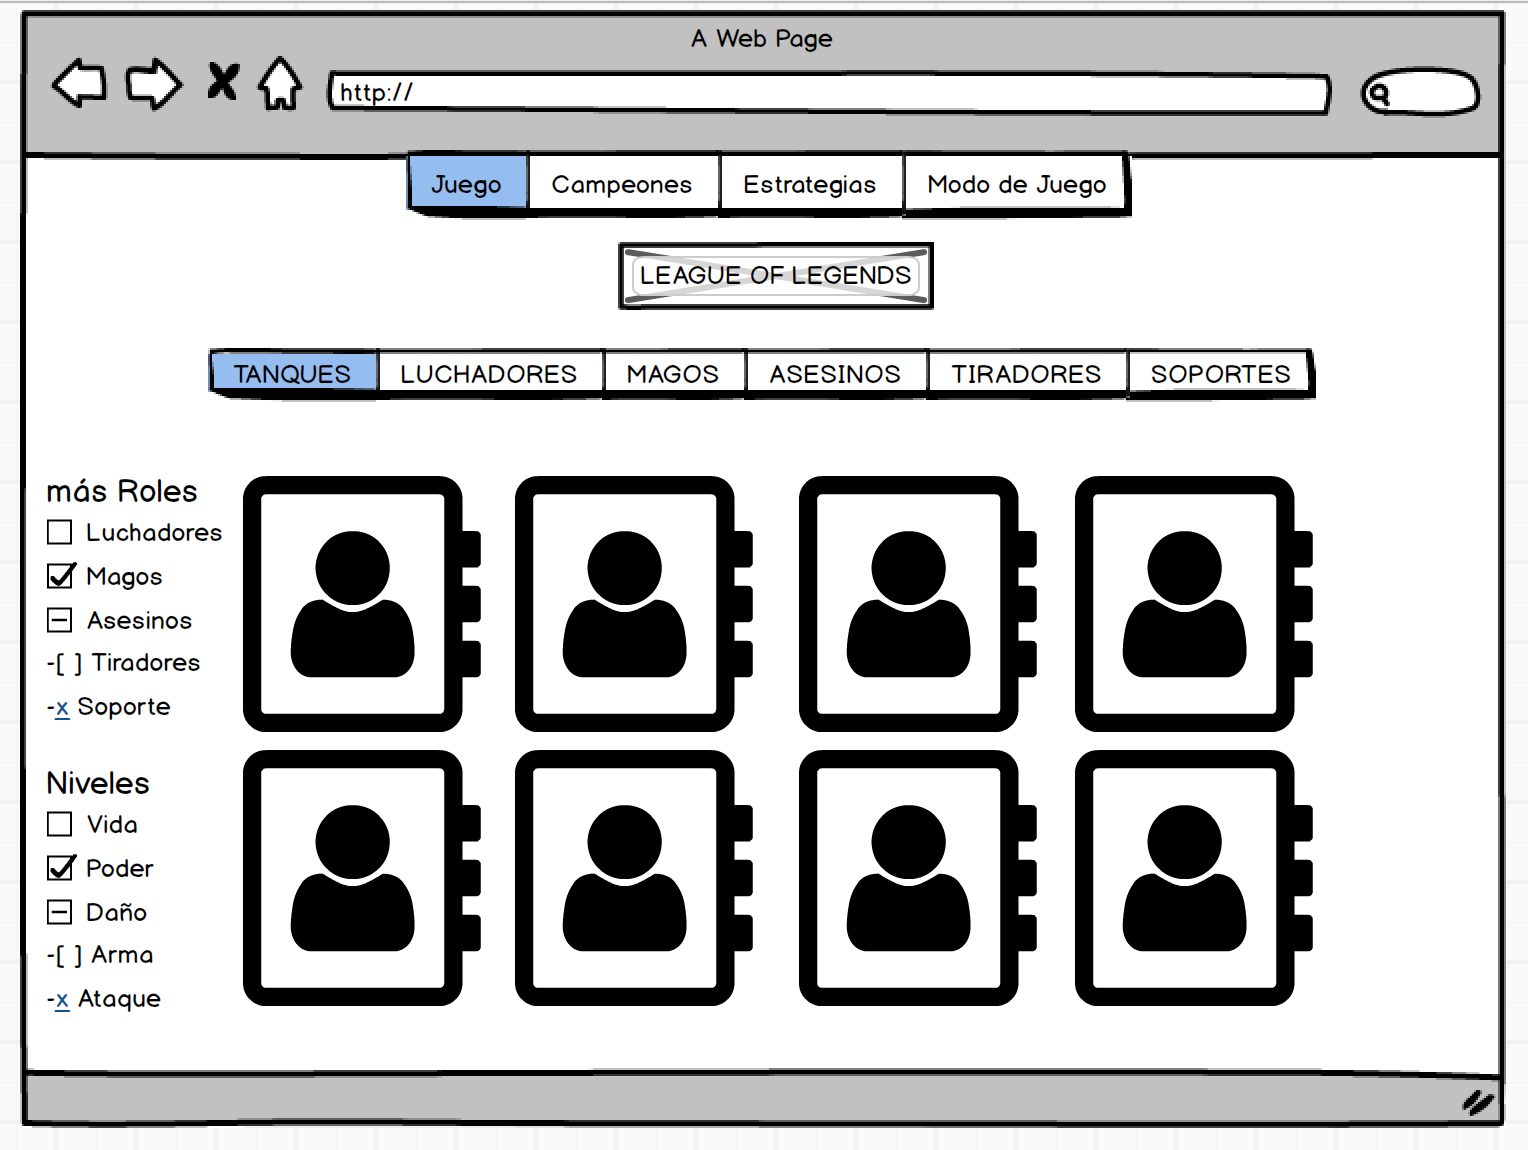 A Web Page
http://
Juego Campeones Estrategias Modo de Juego
LEAGUE OF LEGENDS
TANQUES LUCHADORES MAGOS ASESINOS TIRADORES SOPORTES
más Roles
Luchadores
Magos
Asesinos
-[ ] Tiradores
-x Soporte
Niveles
Vida
Poder
Daño
-[ ] Arma
-x Ataque